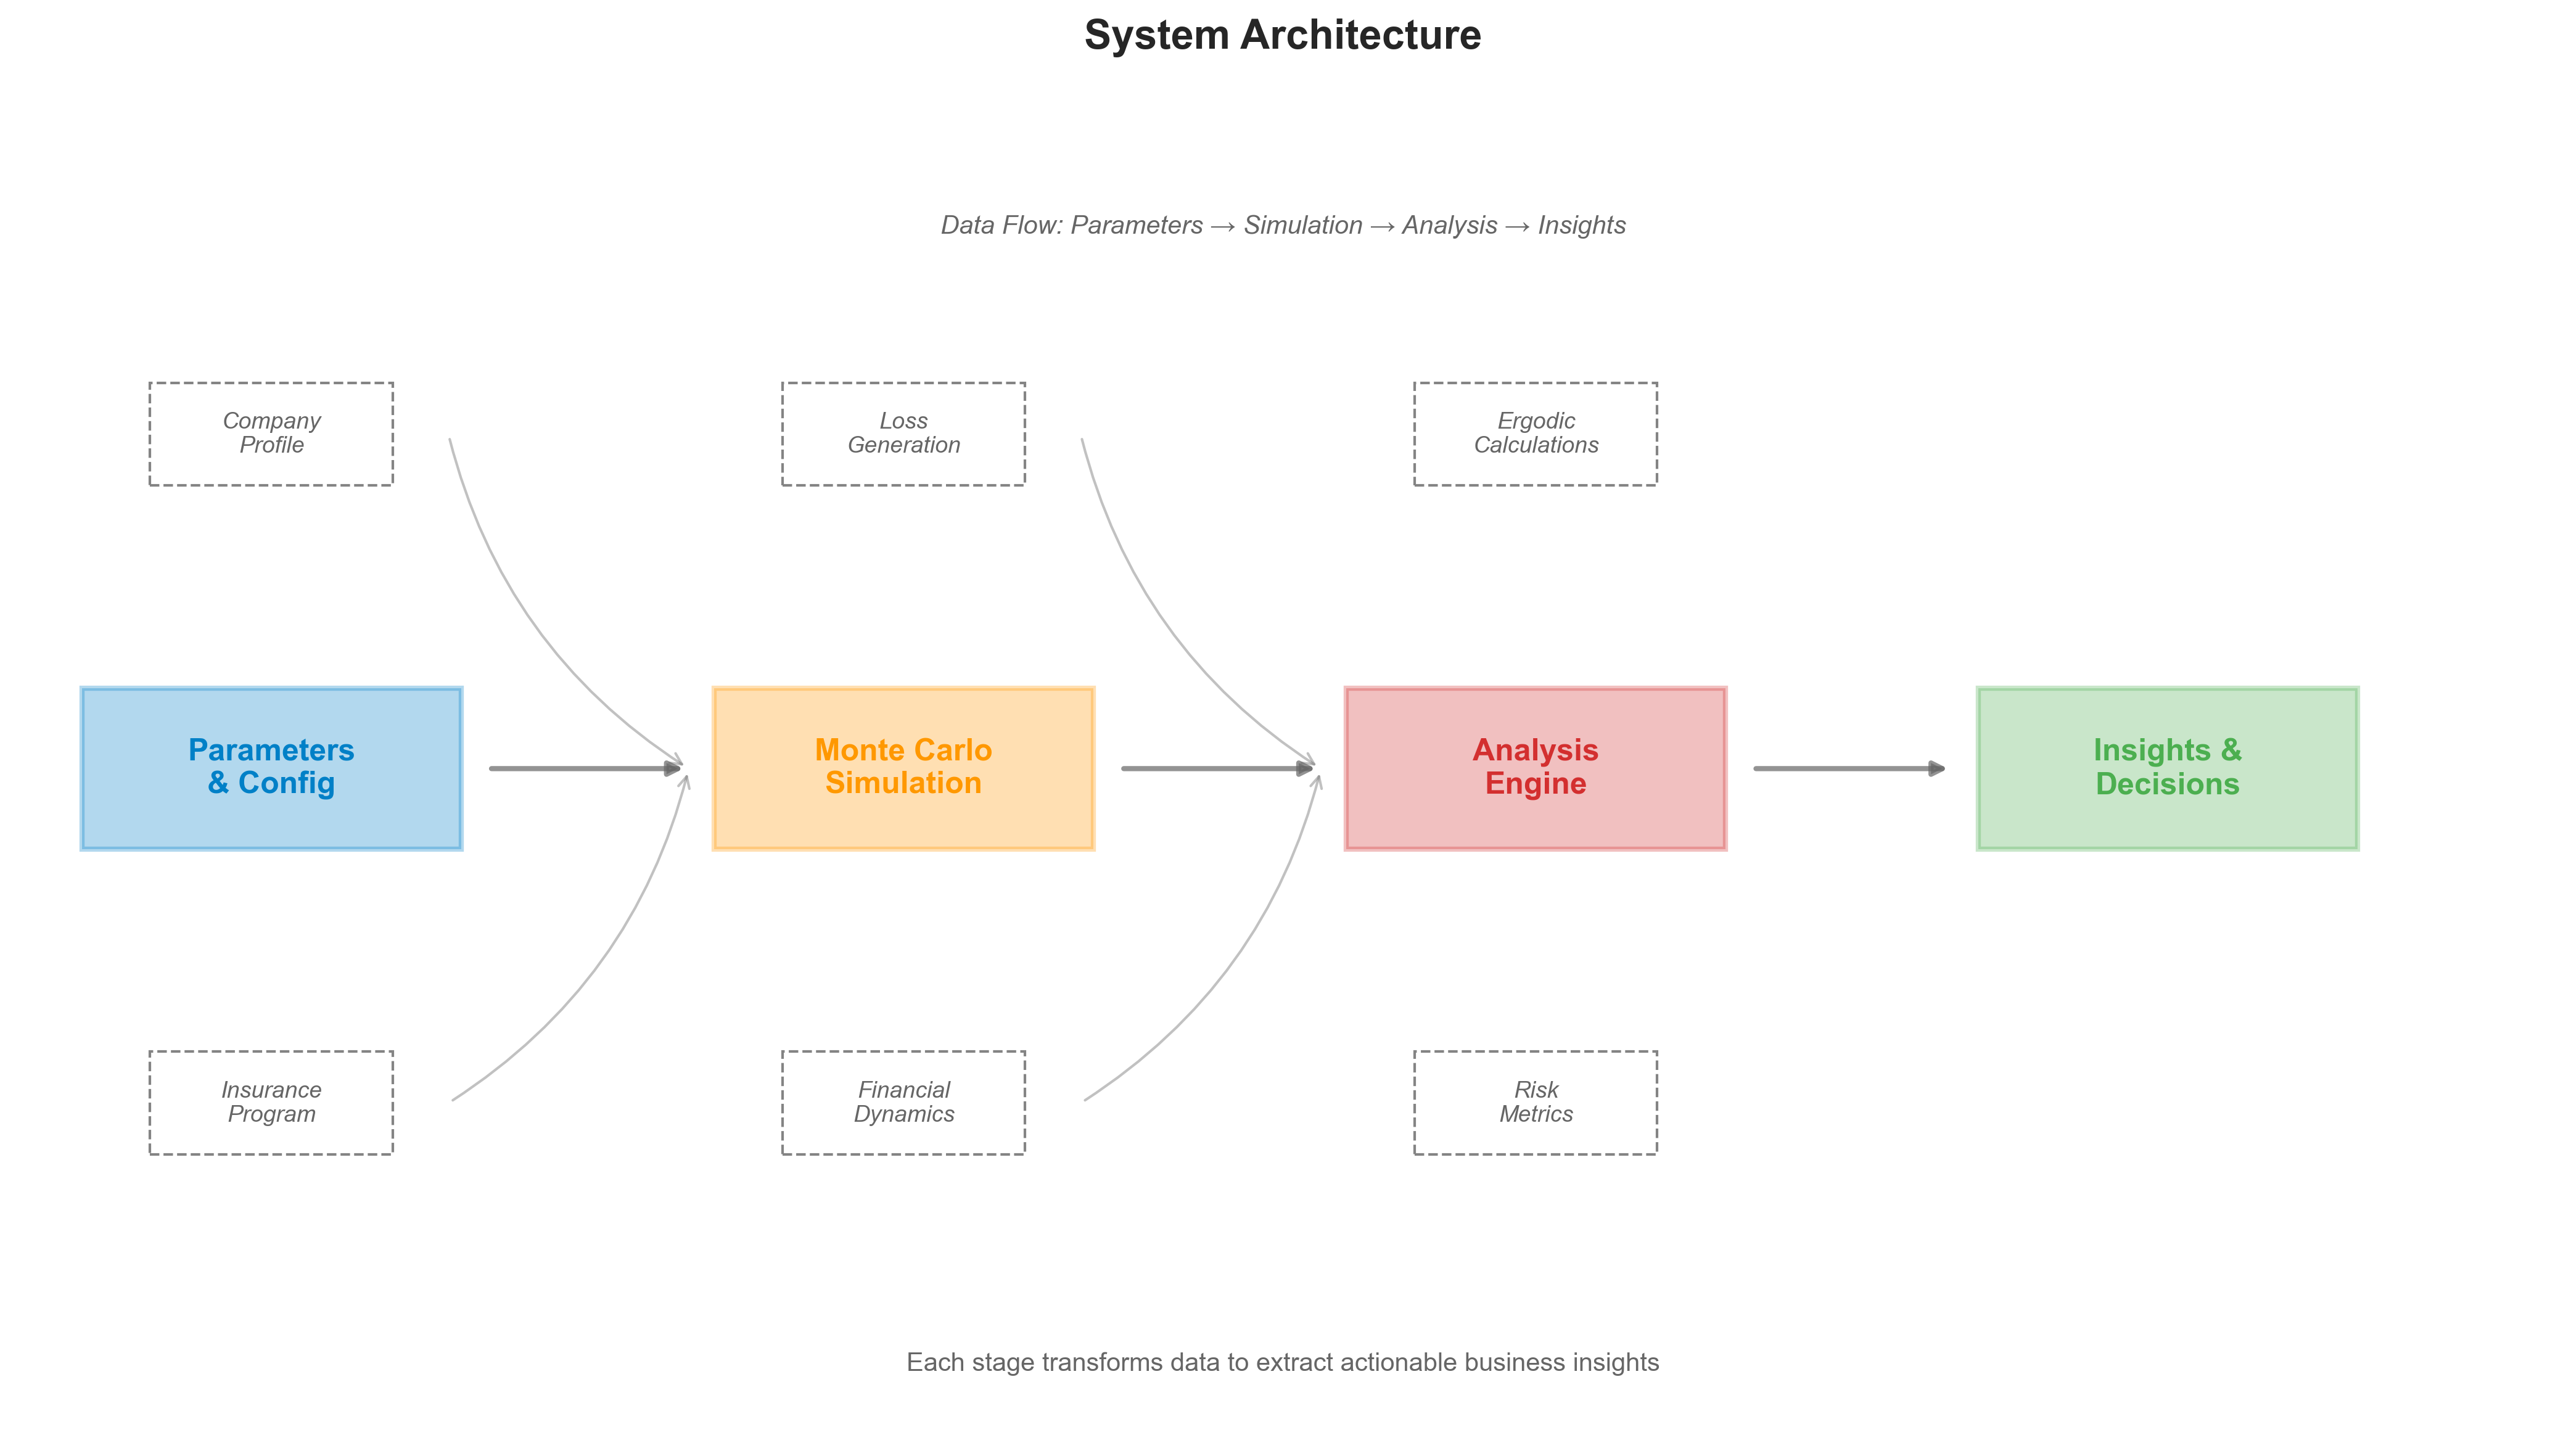 System Architecture
Data Flow: Parameters → Simulation → Analysis → Insights
Company
Profile
Loss
Generation
Ergodic
Calculations
Parameters
& Config
Monte Carlo
Simulation
Analysis
Engine
Insights &
Decisions
Insurance
Program
Financial
Dynamics
Risk
Metrics
Each stage transforms data to extract actionable business insights